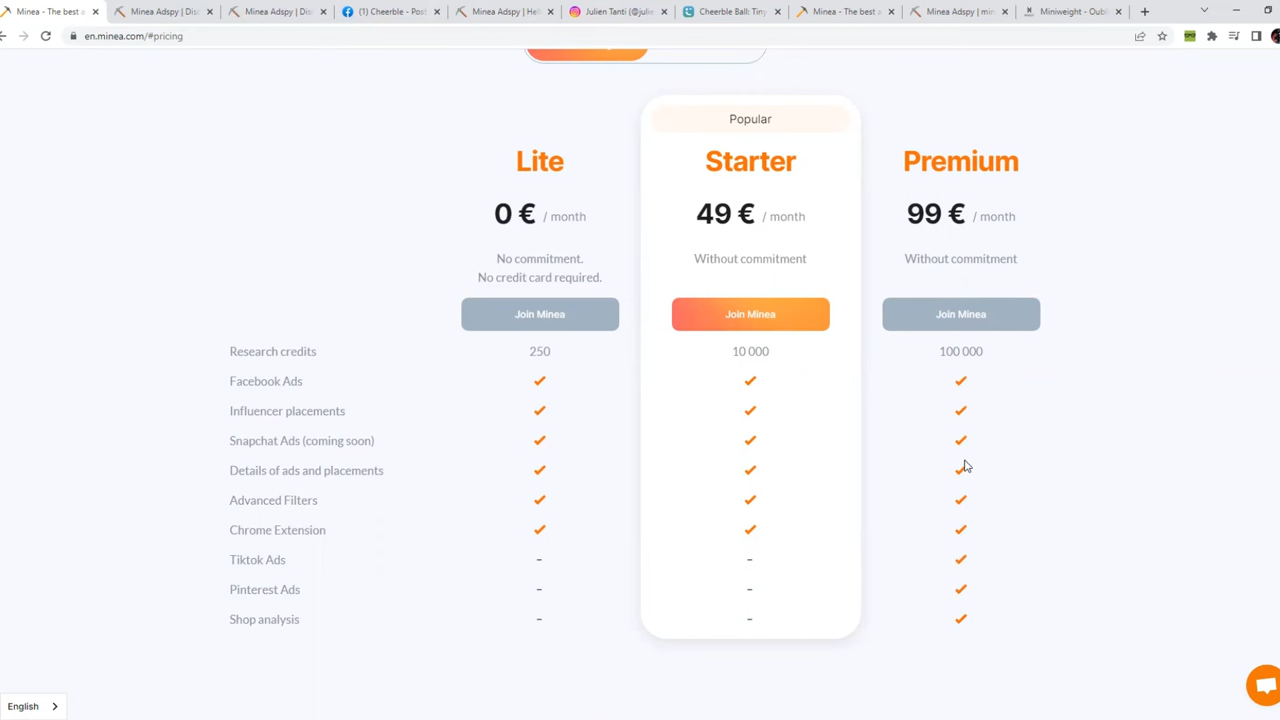 Minea - The best a
Minea Adspy | Disc
Minea Adspy | Dis
(1) Cheerble - Post
Minea Adspy | Hel
Julien Tanti (@julie
Cheerble Ball: Tiny
Minea - The best a
Minea Adspy | min
Miniweight - Oubl
en.minea.com/#pricing
Popular
Lite Starter Premium
0 € / month 49 € / month 99 € / month
No commitment. Without commitment Without commitment
No credit card required.
Join Minea Join Minea Join Minea
Research credits 250 10 000 100 000
Facebook Ads
Influencer placements
Snapchat Ads (coming soon)
Details of ads and placements
Advanced Filters
Chrome Extension
Tiktok Ads - -
Pinterest Ads - -
Shop analysis - -
English